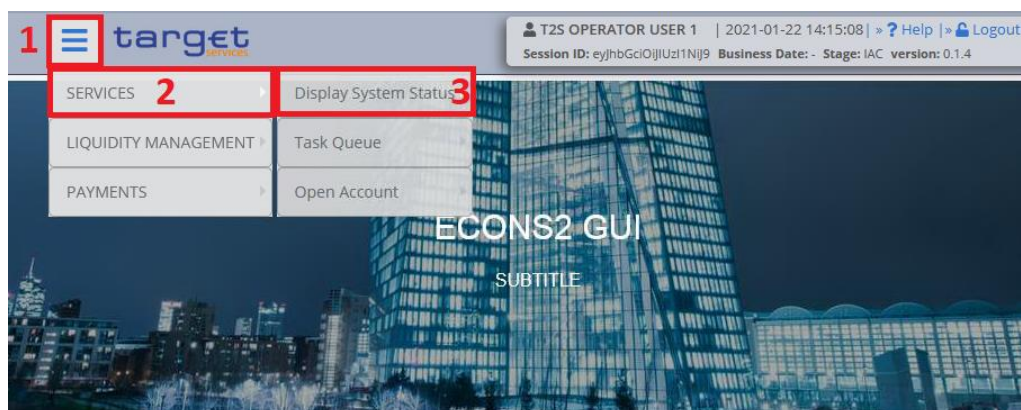 1
target
services
T2S OPERATOR USER 1 | 2021-01-22 14:15:08| » ? Help |» Logout
Session ID: eyJhbGciOiJIUzI1NiJ9 Business Date: - Stage: IAC version: 0.1.4
SERVICES 2 Display System Status 3
LIQUIDITY MANAGEMENT Task Queue
PAYMENTS Open Account
ECONS2 GUI
SUBTITLE